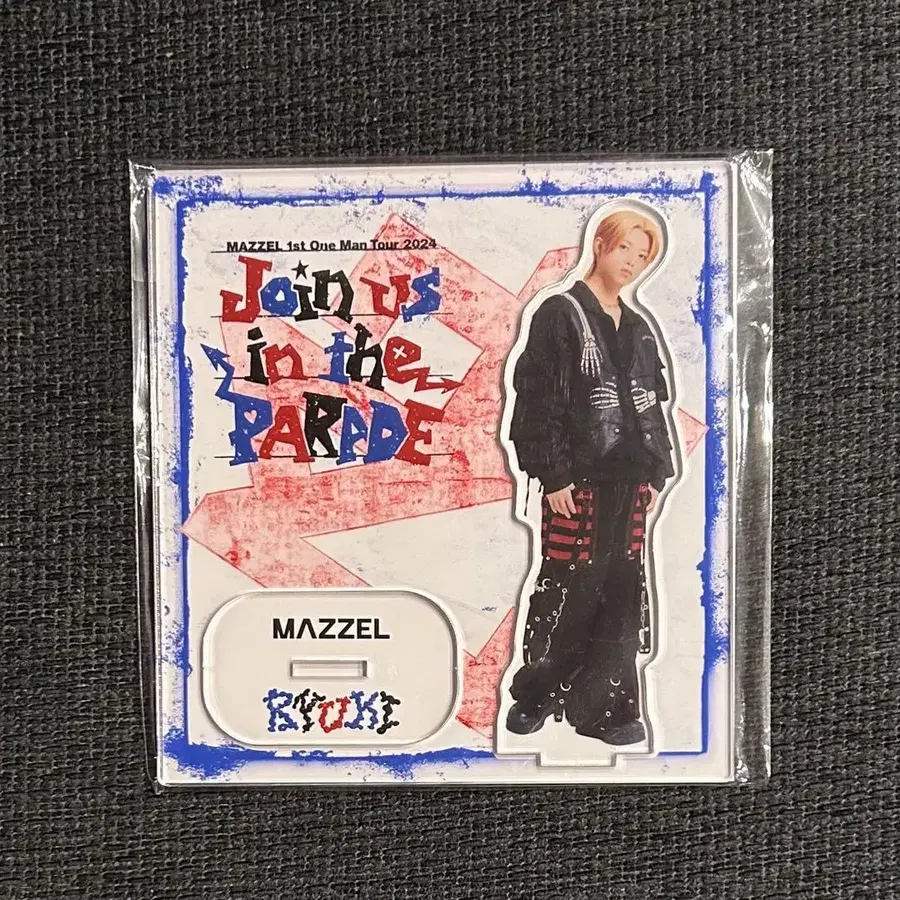 MAZZEL 1st One Man Tour 2024
Join us
in the
PARADE
MAZZEL
RYUKI